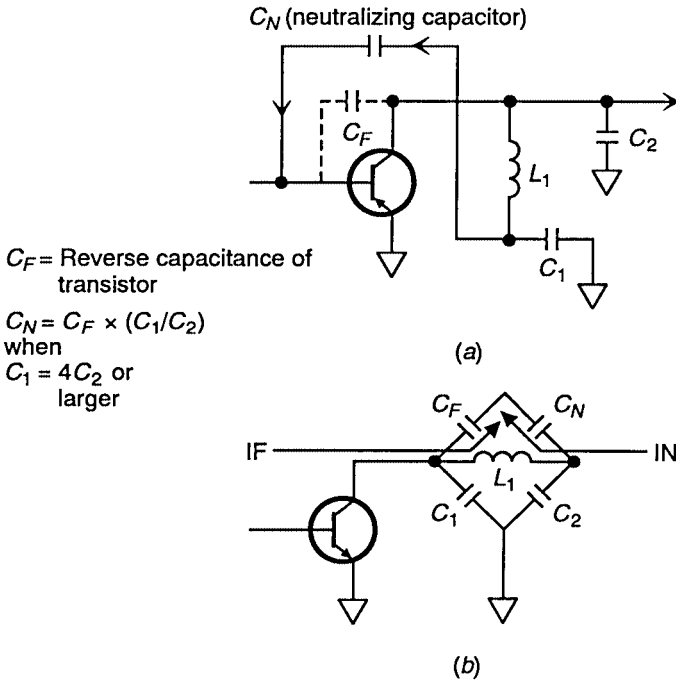 C_N (neutralizing capacitor)
C_F
C_2
L_1
C_1
C_F = Reverse capacitance of
transistor
C_N = C_F × (C_1/C_2)
when
C_1 = 4C_2 or
larger
(a)
C_F
C_N
IF
IN
L_1
C_1
C_2
(b)